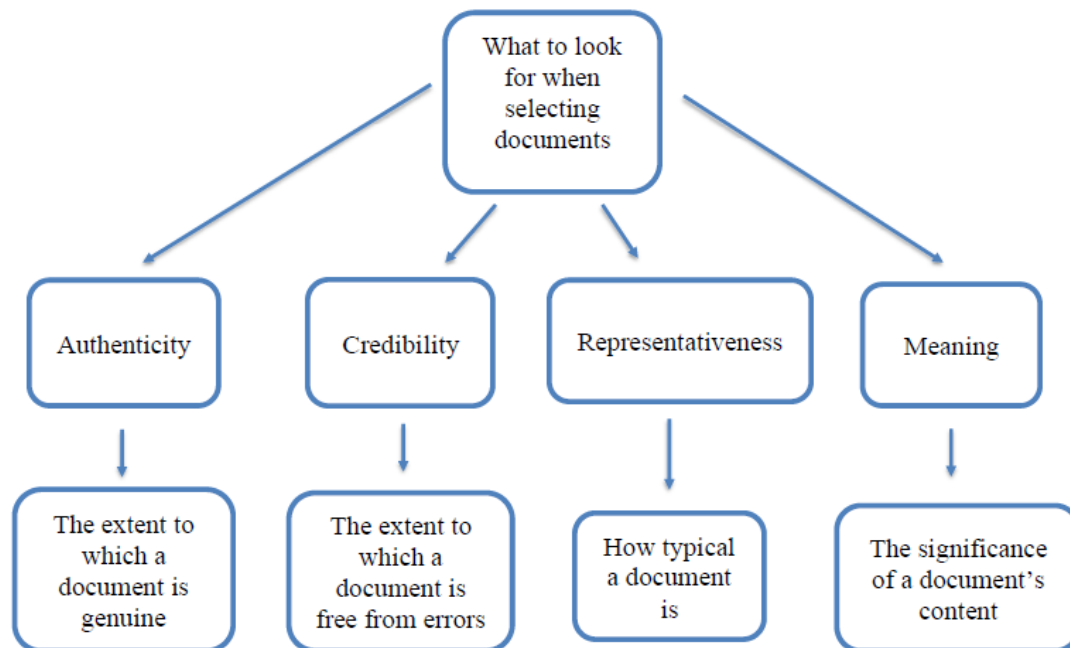 What to look
for when
selecting
documents
Authenticity
Credibility
Representativeness
Meaning
The extent to
which a
document is
genuine
The extent to
which a
document is
free from errors
How typical
a document
is
The significance
of a document’s
content